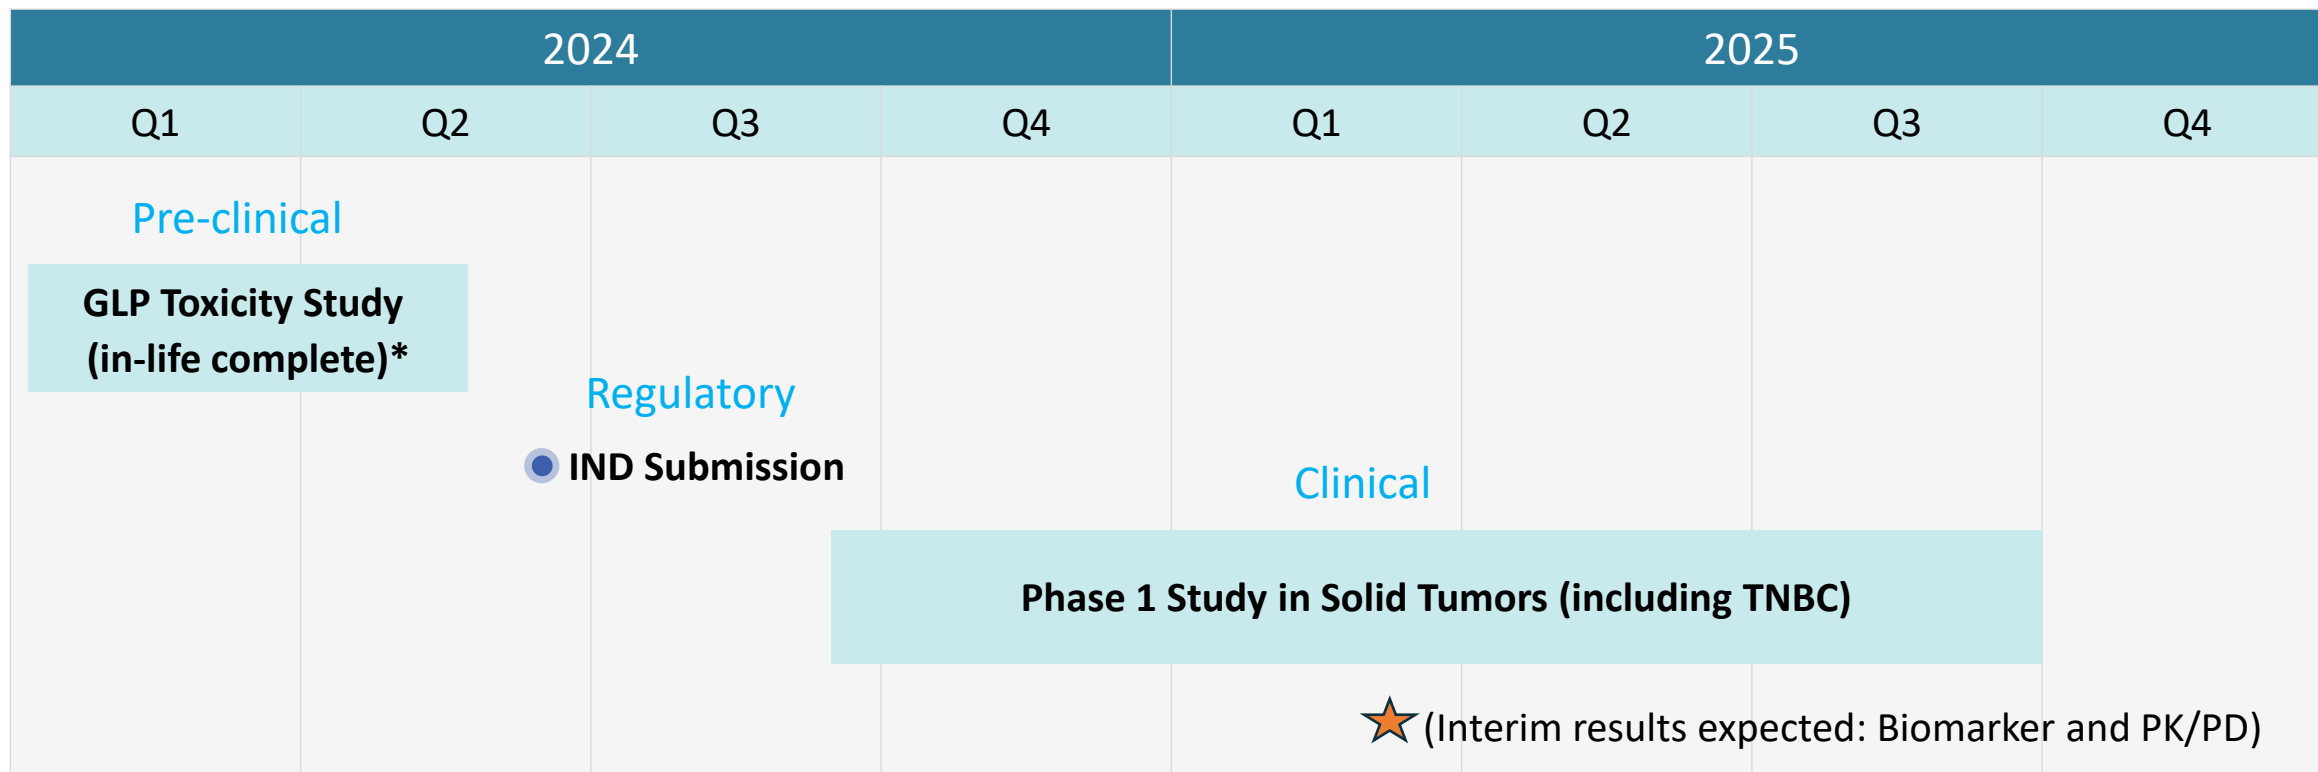 2024
2025
Q1
Q2
Q3
Q4
Q1
Q2
Q3
Q4
Pre-clinical
GLP Toxicity Study
(in-life complete)*
Regulatory
IND Submission
Clinical
Phase 1 Study in Solid Tumors (including TNBC)
(Interim results expected: Biomarker and PK/PD)